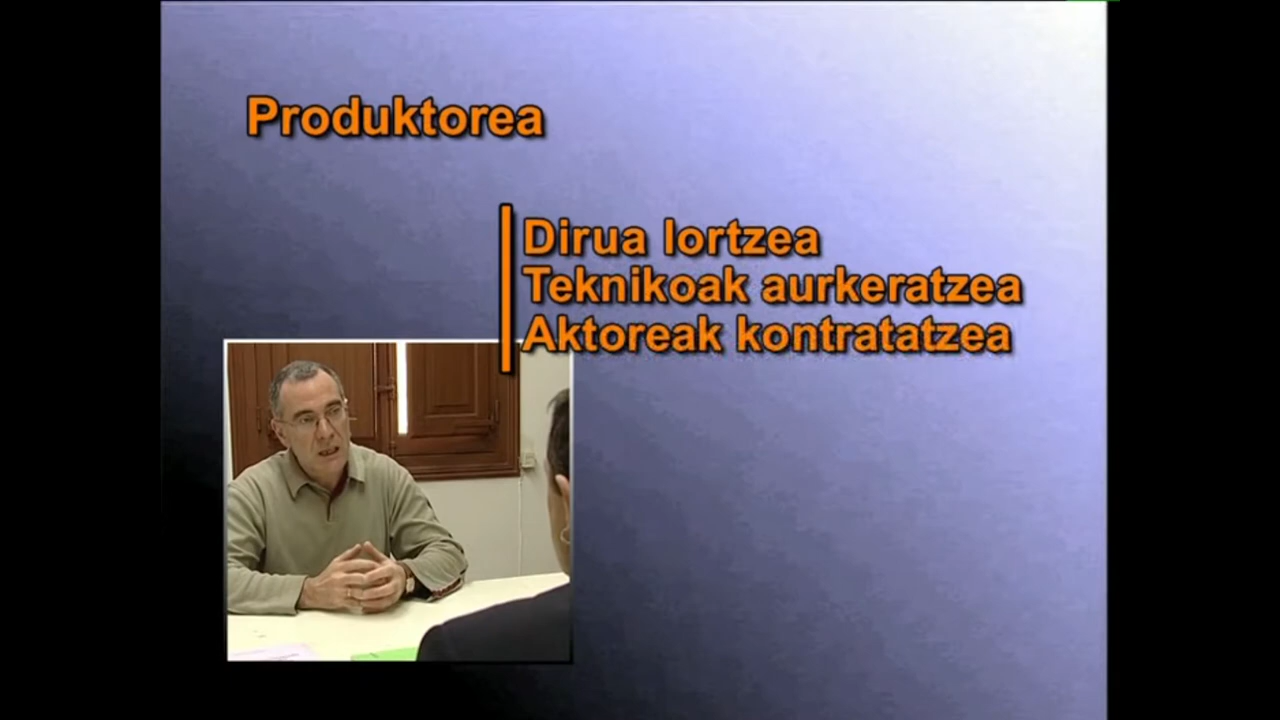 Produktorea
Dirua lortzea
Teknikoak aurkeratzea
Aktoreak kontratatzea